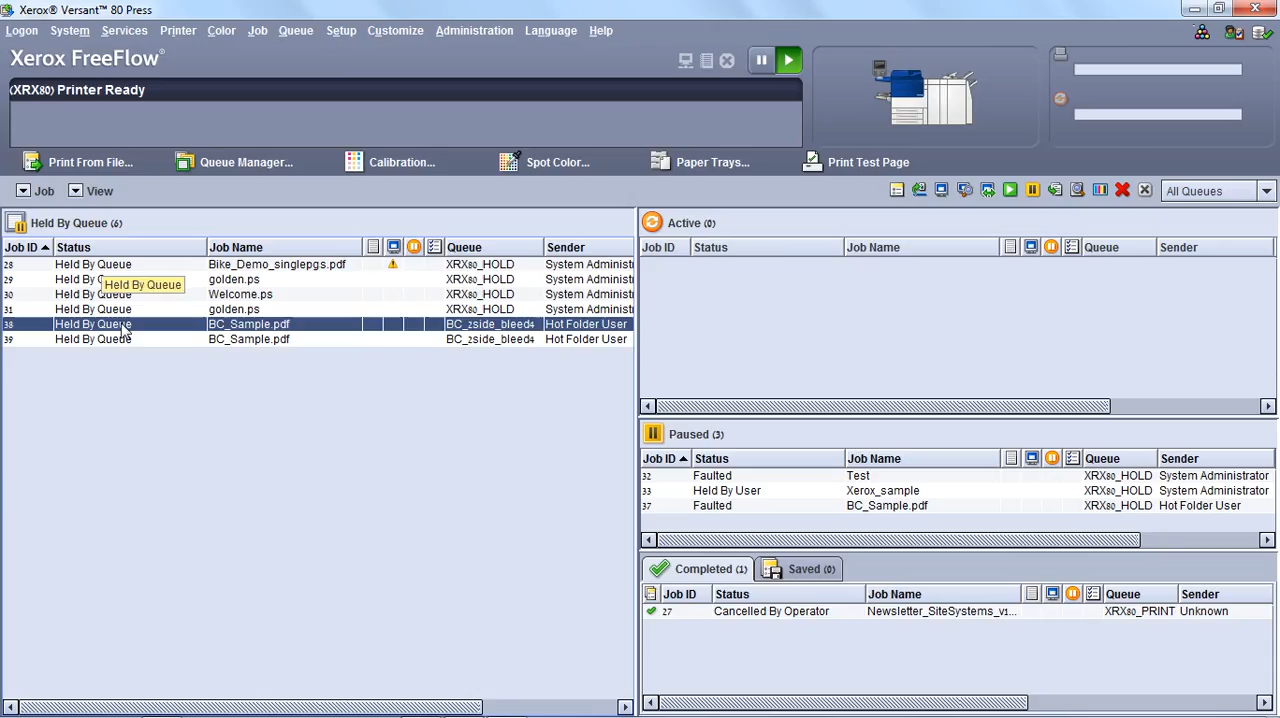 Xerox® Versant™ 80 Press
Logon System Services Printer Color Job Queue Setup Customize Administration Language Help
Xerox FreeFlow®
(XRX80) Printer Ready
Print From File... Queue Manager... Calibration... Spot Color... Paper Trays... Print Test Page
Job View All Queues
Held By Queue (6)
Job ID Status Job Name Queue Sender
28 Held By Queue Bike_Demo_singlepgs.pdf XRX80_HOLD System Administ
29 Held By Q golden.ps XRX80_HOLD System Administ
Held By Queue
30 Held By Queue Welcome.ps XRX80_HOLD System Administ
31 Held By Queue golden.ps XRX80_HOLD System Administ
38 Held By Queue BC_Sample.pdf BC_2side_bleed4 Hot Folder User
39 Held By Queue BC_Sample.pdf BC_2side_bleed4 Hot Folder User
Active (0)
Job ID Status Job Name Queue Sender
Paused (3)
Job ID Status Job Name Queue Sender
32 Faulted Test XRX80_HOLD System Administrator
33 Held By User Xerox_sample XRX80_HOLD System Administrator
37 Faulted BC_Sample.pdf XRX80_HOLD Hot Folder User
Completed (1) Saved (0)
Job ID Status Job Name Queue Sender
27 Cancelled By Operator Newsletter_SiteSystems_v1... XRX80_PRINT Unknown